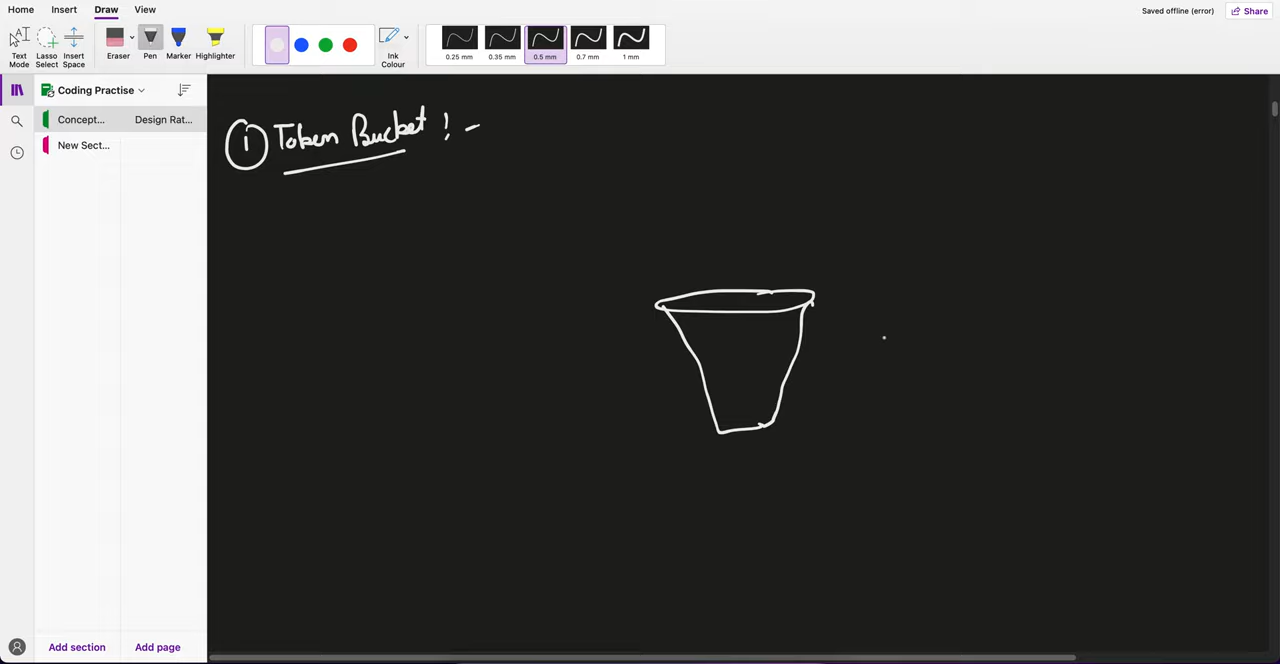 Home Insert Draw View
Saved offline (error)
Share
Text Mode
Lasso Select
Insert Space
Eraser
Pen
Marker
Highlighter
Ink Colour
0.25 mm
0.35 mm
0.5 mm
0.7 mm
1 mm
Coding Practise
Concept...
Design Rat...
New Sect...
① Token Bucket : -
Add section
Add page